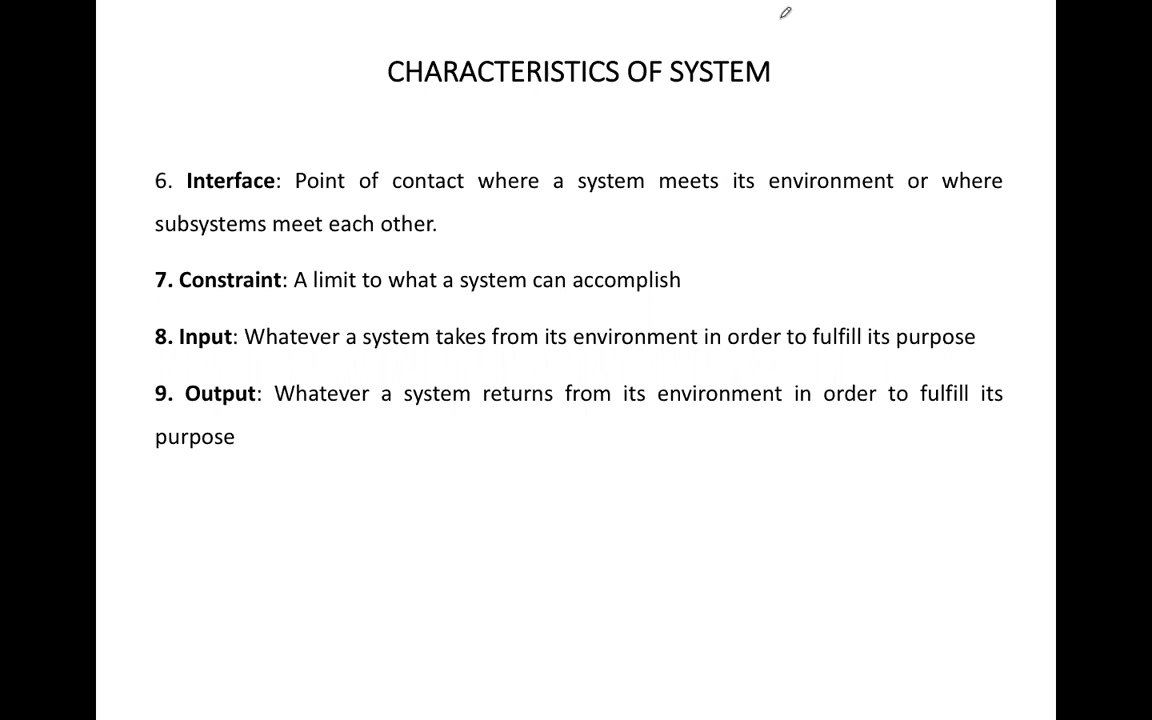 CHARACTERISTICS OF SYSTEM
6. Interface: Point of contact where a system meets its environment or where
subsystems meet each other.
7. Constraint: A limit to what a system can accomplish
8. Input: Whatever a system takes from its environment in order to fulfill its purpose
9. Output: Whatever a system returns from its environment in order to fulfill its
purpose